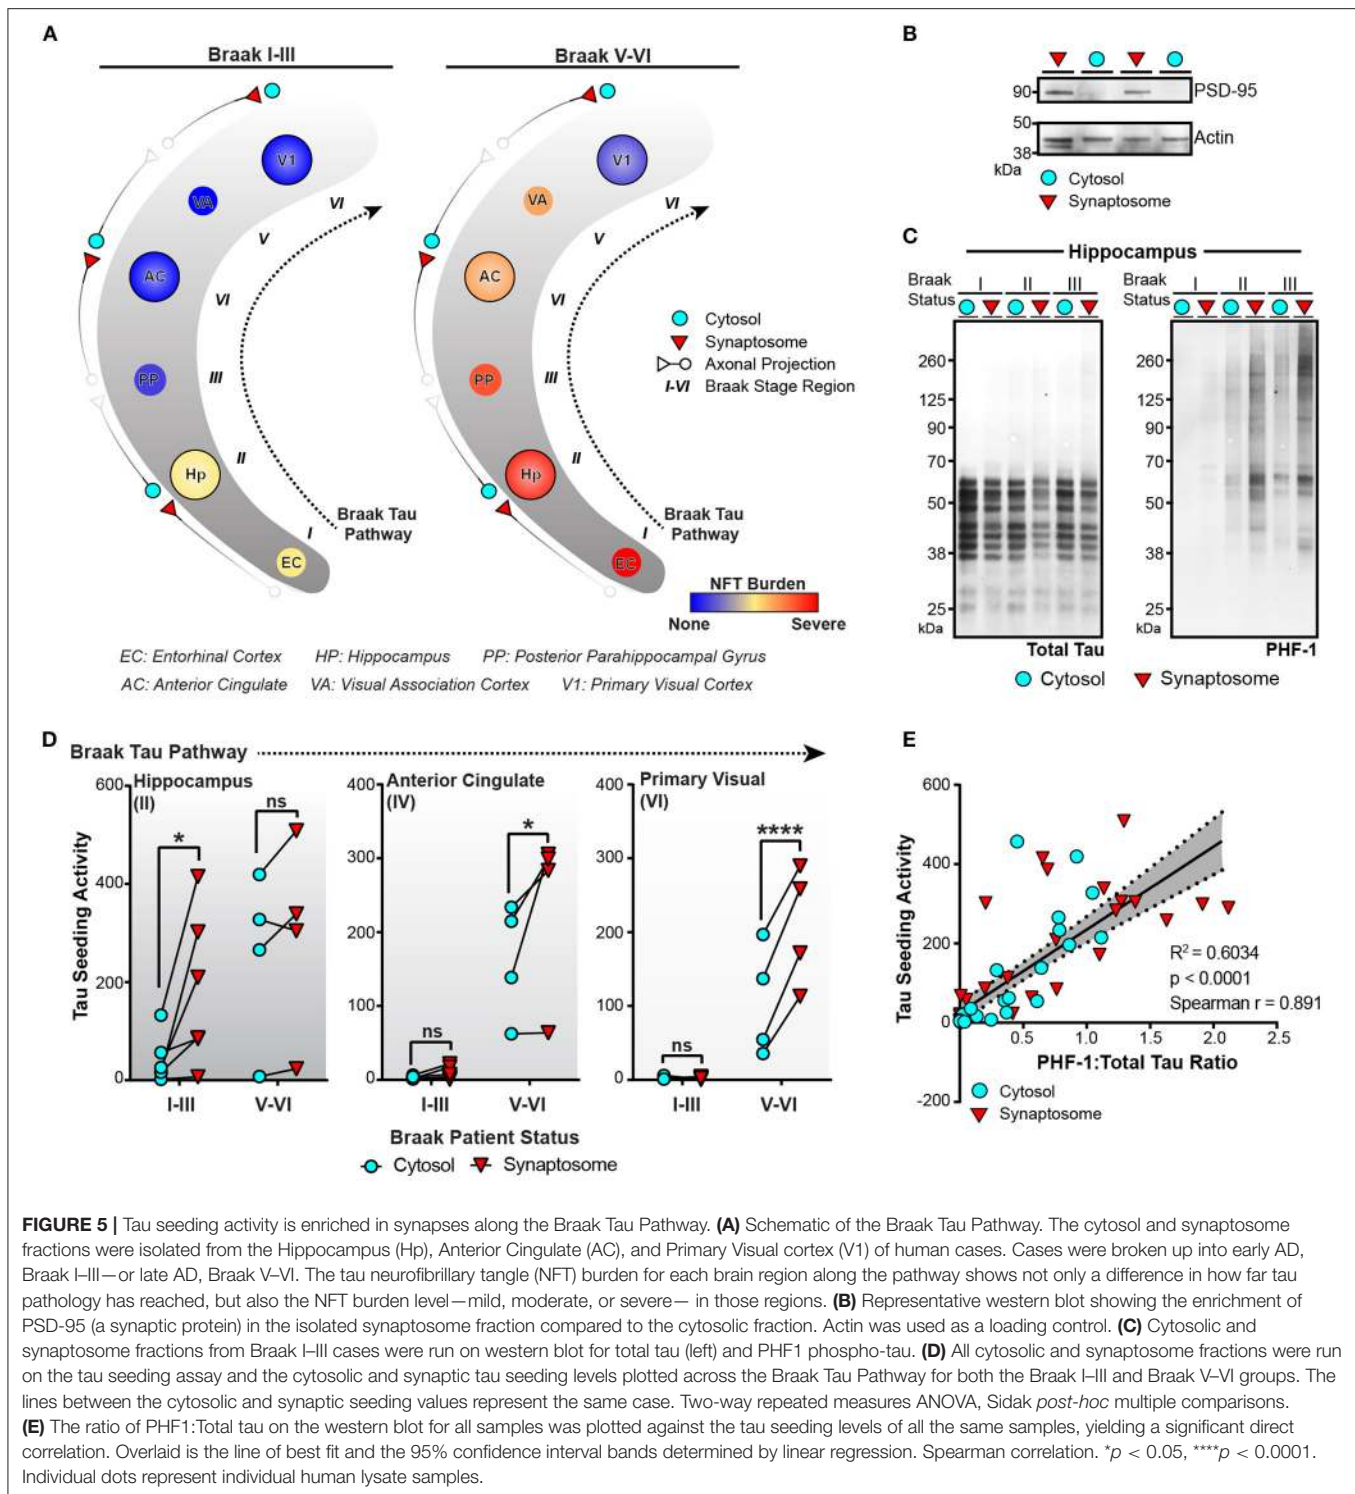 A
Braak I-III
Braak V-VI
V1
VA
VI
V
AC
VI
PP
III
Hp
II
I
EC
Braak Tau
Pathway
V1
VA
VI
V
AC
VI
PP
III
Hp
II
I
EC
Braak Tau
Pathway
Cytosol
Synaptosome
Axonal Projection
I-VI Braak Stage Region
NFT Burden
None Severe
EC: Entorhinal Cortex HP: Hippocampus PP: Posterior Parahippocampal Gyrus
AC: Anterior Cingulate VA: Visual Association Cortex V1: Primary Visual Cortex
B
90
PSD-95
50
Actin
38
kDa
Cytosol
Synaptosome
C
Hippocampus
Braak
Status
I II III
Braak
Status
I II III
260
125
90
70
50
38
25
kDa
Total Tau
260
125
90
70
50
38
25
kDa
PHF-1
Cytosol Synaptosome
D
Braak Tau Pathway
Tau Seeding Activity
Hippocampus
(II)
600
400
200
0
*
ns
I-III V-VI
Anterior Cingulate
(IV)
400
300
200
100
0
ns
*
I-III V-VI
Primary Visual
(VI)
400
300
200
100
0
ns
****
I-III V-VI
Braak Patient Status
Cytosol Synaptosome
E
Tau Seeding Activity
600
400
200
0
-200
R² = 0.6034
p < 0.0001
Spearman r = 0.891
0.5 1.0 1.5 2.0 2.5
PHF-1:Total Tau Ratio
Cytosol
Synaptosome
FIGURE 5 | Tau seeding activity is enriched in synapses along the Braak Tau Pathway. (A) Schematic of the Braak Tau Pathway. The cytosol and synaptosome
fractions were isolated from the Hippocampus (Hp), Anterior Cingulate (AC), and Primary Visual cortex (V1) of human cases. Cases were broken up into early AD,
Braak I–III—or late AD, Braak V–VI. The tau neurofibrillary tangle (NFT) burden for each brain region along the pathway shows not only a difference in how far tau
pathology has reached, but also the NFT burden level—mild, moderate, or severe— in those regions. (B) Representative western blot showing the enrichment of
PSD-95 (a synaptic protein) in the isolated synaptosome fraction compared to the cytosolic fraction. Actin was used as a loading control. (C) Cytosolic and
synaptosome fractions from Braak I–III cases were run on western blot for total tau (left) and PHF1 phospho-tau. (D) All cytosolic and synaptosome fractions were run
on the tau seeding assay and the cytosolic and synaptic tau seeding levels plotted across the Braak Tau Pathway for both the Braak I–III and Braak V–VI groups. The
lines between the cytosolic and synaptic seeding values represent the same case. Two-way repeated measures ANOVA, Sidak post-hoc multiple comparisons.
(E) The ratio of PHF1:Total tau on the western blot for all samples was plotted against the tau seeding levels of all the same samples, yielding a significant direct
correlation. Overlaid is the line of best fit and the 95% confidence interval bands determined by linear regression. Spearman correlation. *p < 0.05, ****p < 0.0001.
Individual dots represent individual human lysate samples.